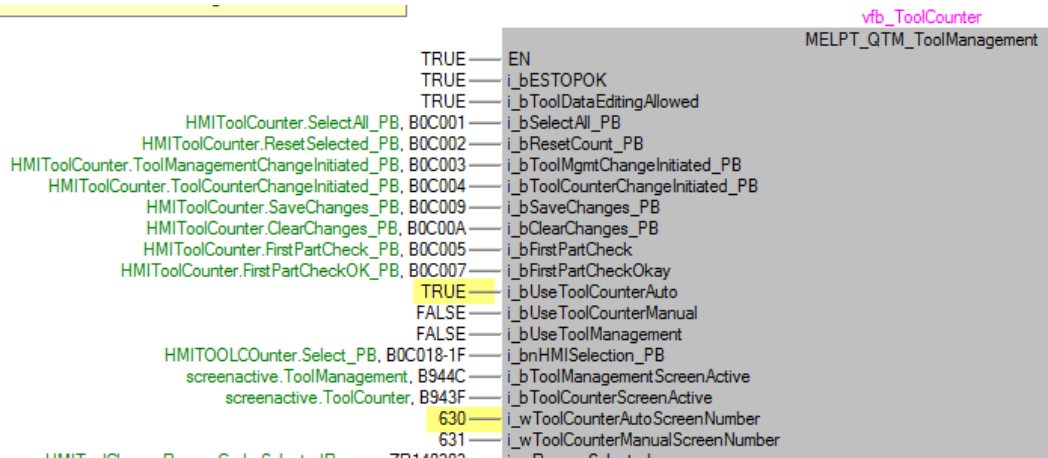 vfb_ToolCounter
MELPT_QTM_ToolManagement
TRUE EN
TRUE i_bESTOPOK
TRUE i_bToolDataEditingAllowed
HMIToolCounter.SelectAll_PB, B0C001 i_bSelectAll_PB
HMIToolCounter.ResetSelected_PB, B0C002 i_bResetCount_PB
HMIToolCounter.ToolManagementChangeInitiated_PB, B0C003 i_bToolMgmtChangeInitiated_PB
HMIToolCounter.ToolCounterChangeInitiated_PB, B0C004 i_bToolCounterChangeInitiated_PB
HMIToolCounter.SaveChanges_PB, B0C009 i_bSaveChanges_PB
HMIToolCounter.ClearChanges_PB, B0C00A i_bClearChanges_PB
HMIToolCounter.FirstPartCheck_PB, B0C005 i_bFirstPartCheck
HMIToolCounter.FirstPartCheckOK_PB, B0C007 i_bFirstPartCheckOkay
TRUE i_bUseToolCounterAuto
FALSE i_bUseToolCounterManual
FALSE i_bUseToolManagement
HMITOOLCOunter.Select_PB, B0C018-1F i_bnHMISelection_PB
screenactive.ToolManagement, B944C i_bToolManagementScreenActive
screenactive.ToolCounter, B943F i_bToolCounterScreenActive
630 i_wToolCounterAutoScreenNumber
631 i_wToolCounterManualScreenNumber